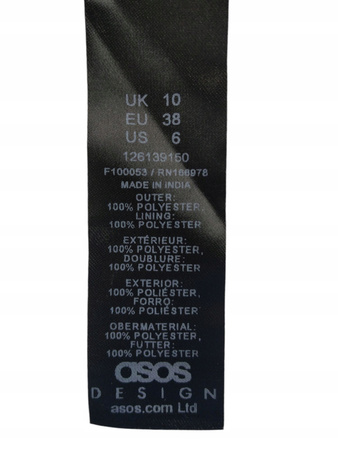 UK 10
EU 38
US 6
126139150
F100053 / RN166978
MADE IN INDIA
OUTER:
100% POLYESTER,
LINING:
100% POLYESTER
EXTÉRIEUR:
100% POLYESTER,
DOUBLURE:
100% POLYESTER
EXTERIOR:
100% POLIÉSTER,
FORRO:
100% POLIÉSTER
OBERMATERIAL:
100% POLYESTER,
FUTTER:
100% POLYESTER
asos
DESIGN
asos.com Ltd